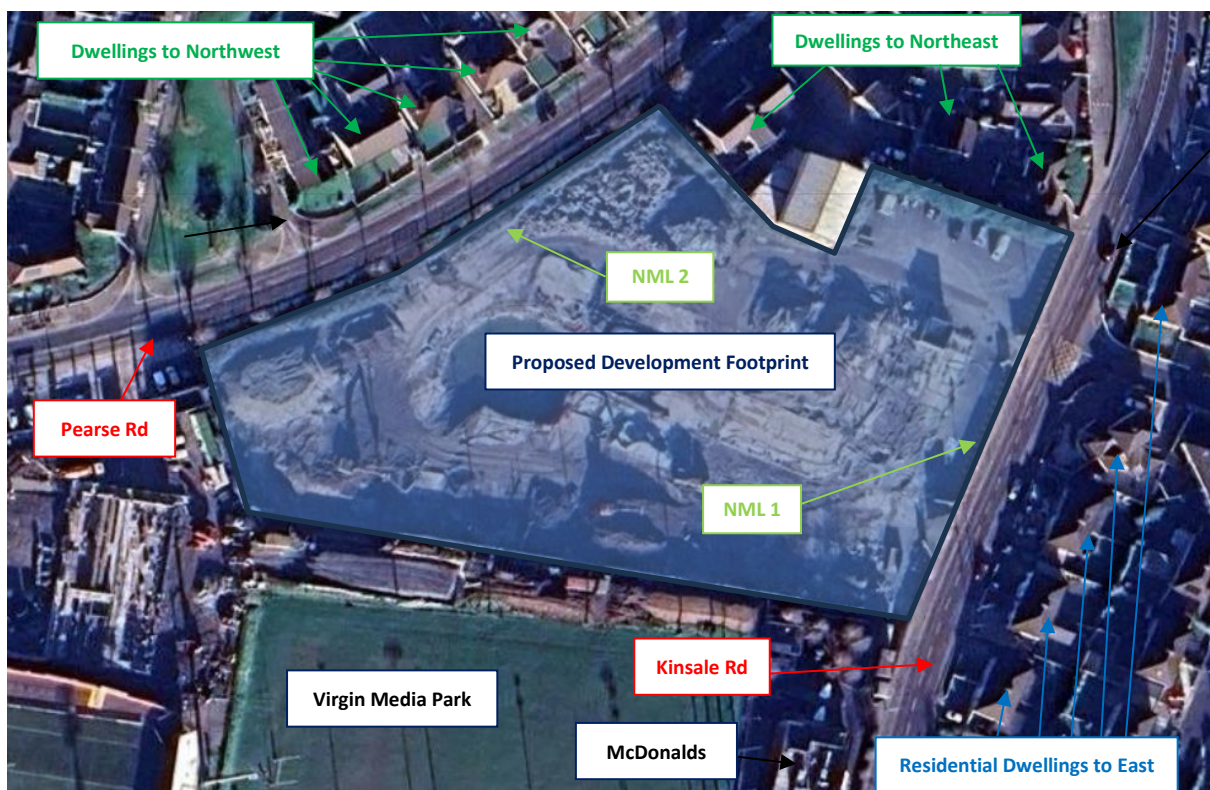 Dwellings to Northwest
Dwellings to Northeast
NML 2
Proposed Development Footprint
Pearse Rd
NML 1
Kinsale Rd
Virgin Media Park
McDonalds
Residential Dwellings to East